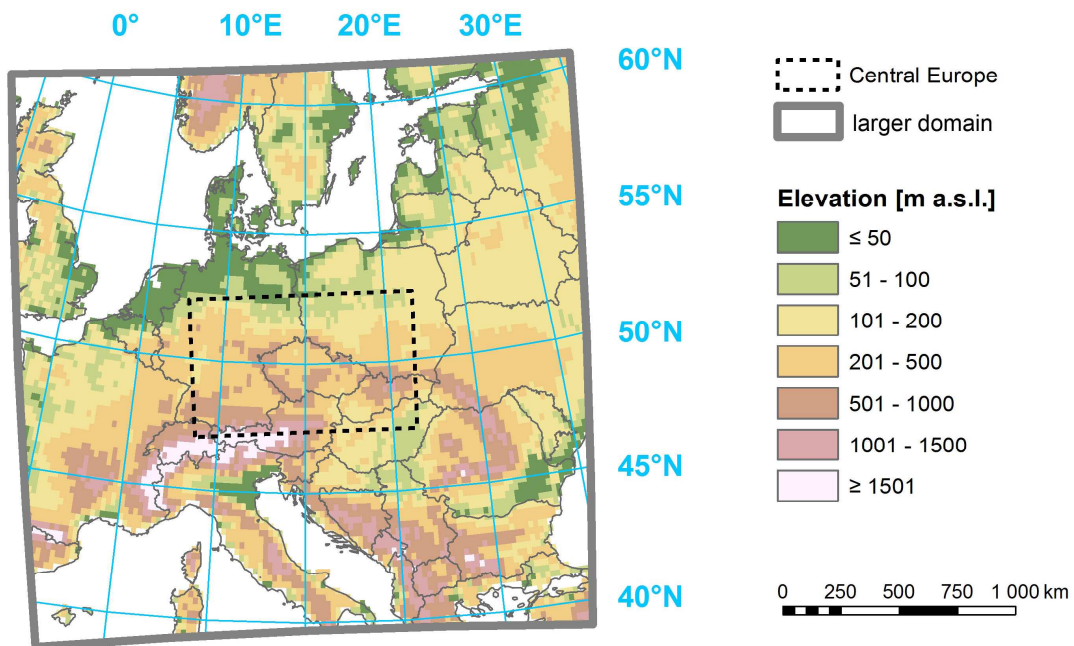 0° 10°E 20°E 30°E
60°N
55°N
50°N
45°N
40°N
Central Europe
larger domain
Elevation [m a.s.l.]
≤ 50
51 - 100
101 - 200
201 - 500
501 - 1000
1001 - 1500
≥ 1501
0 250 500 750 1 000 km